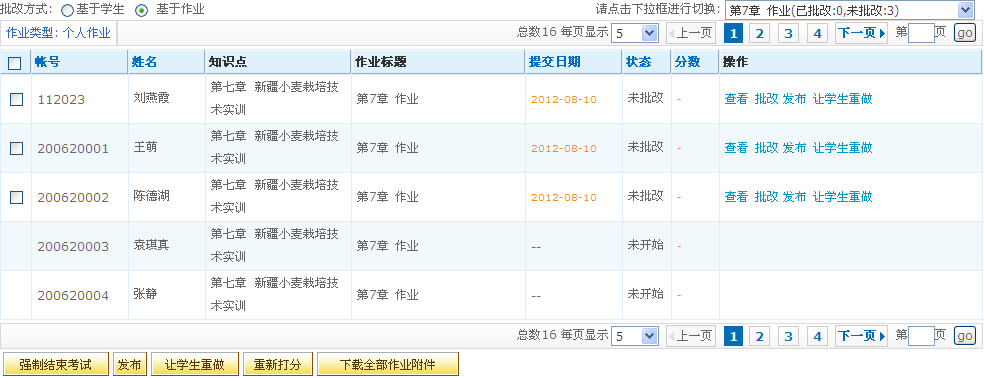 批改方式: 基于学生 基于作业 请点击下拉框进行切换: 第7章 作业(已批改:0,未批改:3)
作业类型: 个人作业 总数16 每页显示 5 上一页 1 2 3 4 下一页 第 页 go
帐号 姓名 知识点 作业标题 提交日期 状态 分数 操作
112023 刘燕霞 第七章 新疆小麦栽培技术实训 第7章 作业 2012-08-10 未批改 - 查看 批改 发布 让学生重做
200620001 王萌 第七章 新疆小麦栽培技术实训 第7章 作业 2012-08-10 未批改 - 查看 批改 发布 让学生重做
200620002 陈德湖 第七章 新疆小麦栽培技术实训 第7章 作业 2012-08-10 未批改 - 查看 批改 发布 让学生重做
200620003 袁琪真 第七章 新疆小麦栽培技术实训 第7章 作业 -- 未开始 -
200620004 张静 第七章 新疆小麦栽培技术实训 第7章 作业 -- 未开始 -
总数16 每页显示 5 上一页 1 2 3 4 下一页 第 页 go
强制结束考试 发布 让学生重做 重新打分 下载全部作业附件